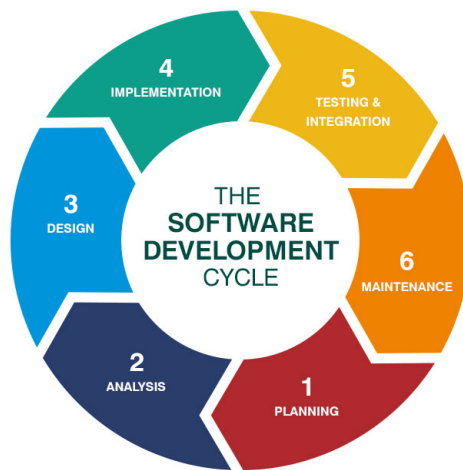 THE
SOFTWARE
DEVELOPMENT
CYCLE
1
PLANNING
2
ANALYSIS
3
DESIGN
4
IMPLEMENTATION
5
TESTING &
INTEGRATION
6
MAINTENANCE